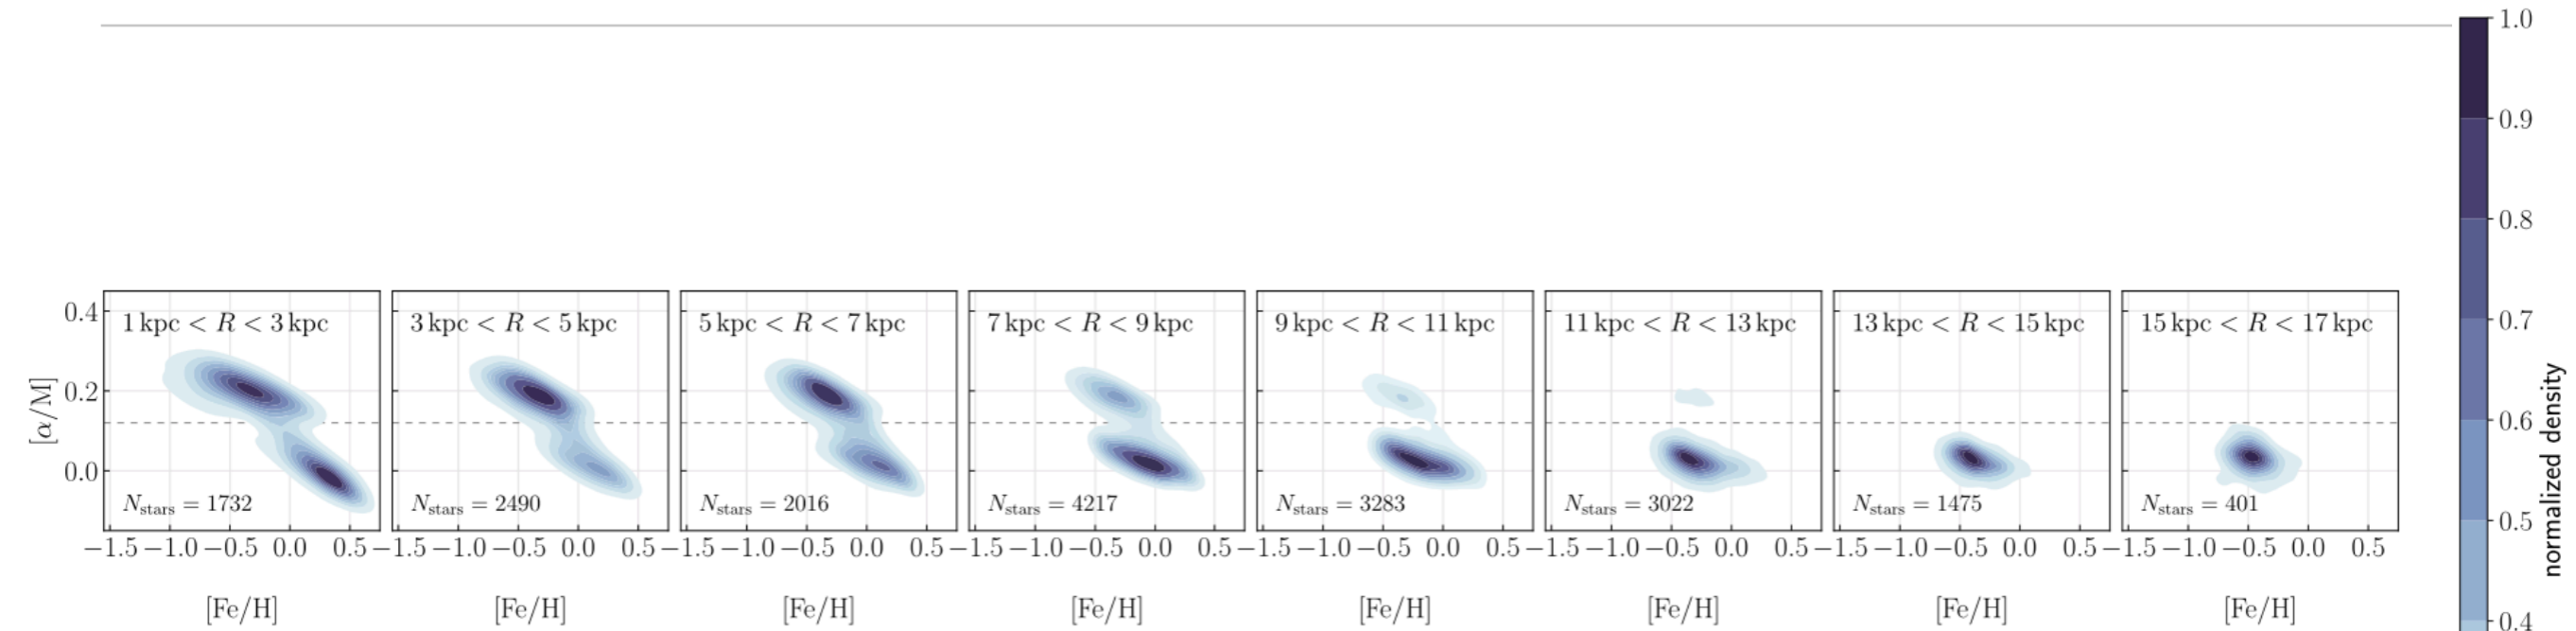 1 kpc < R < 3 kpc
3 kpc < R < 5 kpc
5 kpc < R < 7 kpc
7 kpc < R < 9 kpc
9 kpc < R < 11 kpc
11 kpc < R < 13 kpc
13 kpc < R < 15 kpc
15 kpc < R < 17 kpc
[α/M]
0.4
0.2
0.0
N_stars = 1732
N_stars = 2490
N_stars = 2016
N_stars = 4217
N_stars = 3283
N_stars = 3022
N_stars = 1475
N_stars = 401
−1.5 −1.0 −0.5 0.0 0.5
−1.5 −1.0 −0.5 0.0 0.5
−1.5 −1.0 −0.5 0.0 0.5
−1.5 −1.0 −0.5 0.0 0.5
−1.5 −1.0 −0.5 0.0 0.5
−1.5 −1.0 −0.5 0.0 0.5
−1.5 −1.0 −0.5 0.0 0.5
−1.5 −1.0 −0.5 0.0 0.5
[Fe/H]
[Fe/H]
[Fe/H]
[Fe/H]
[Fe/H]
[Fe/H]
[Fe/H]
[Fe/H]
1.0
0.9
0.8
0.7
0.6
0.5
0.4
normalized density